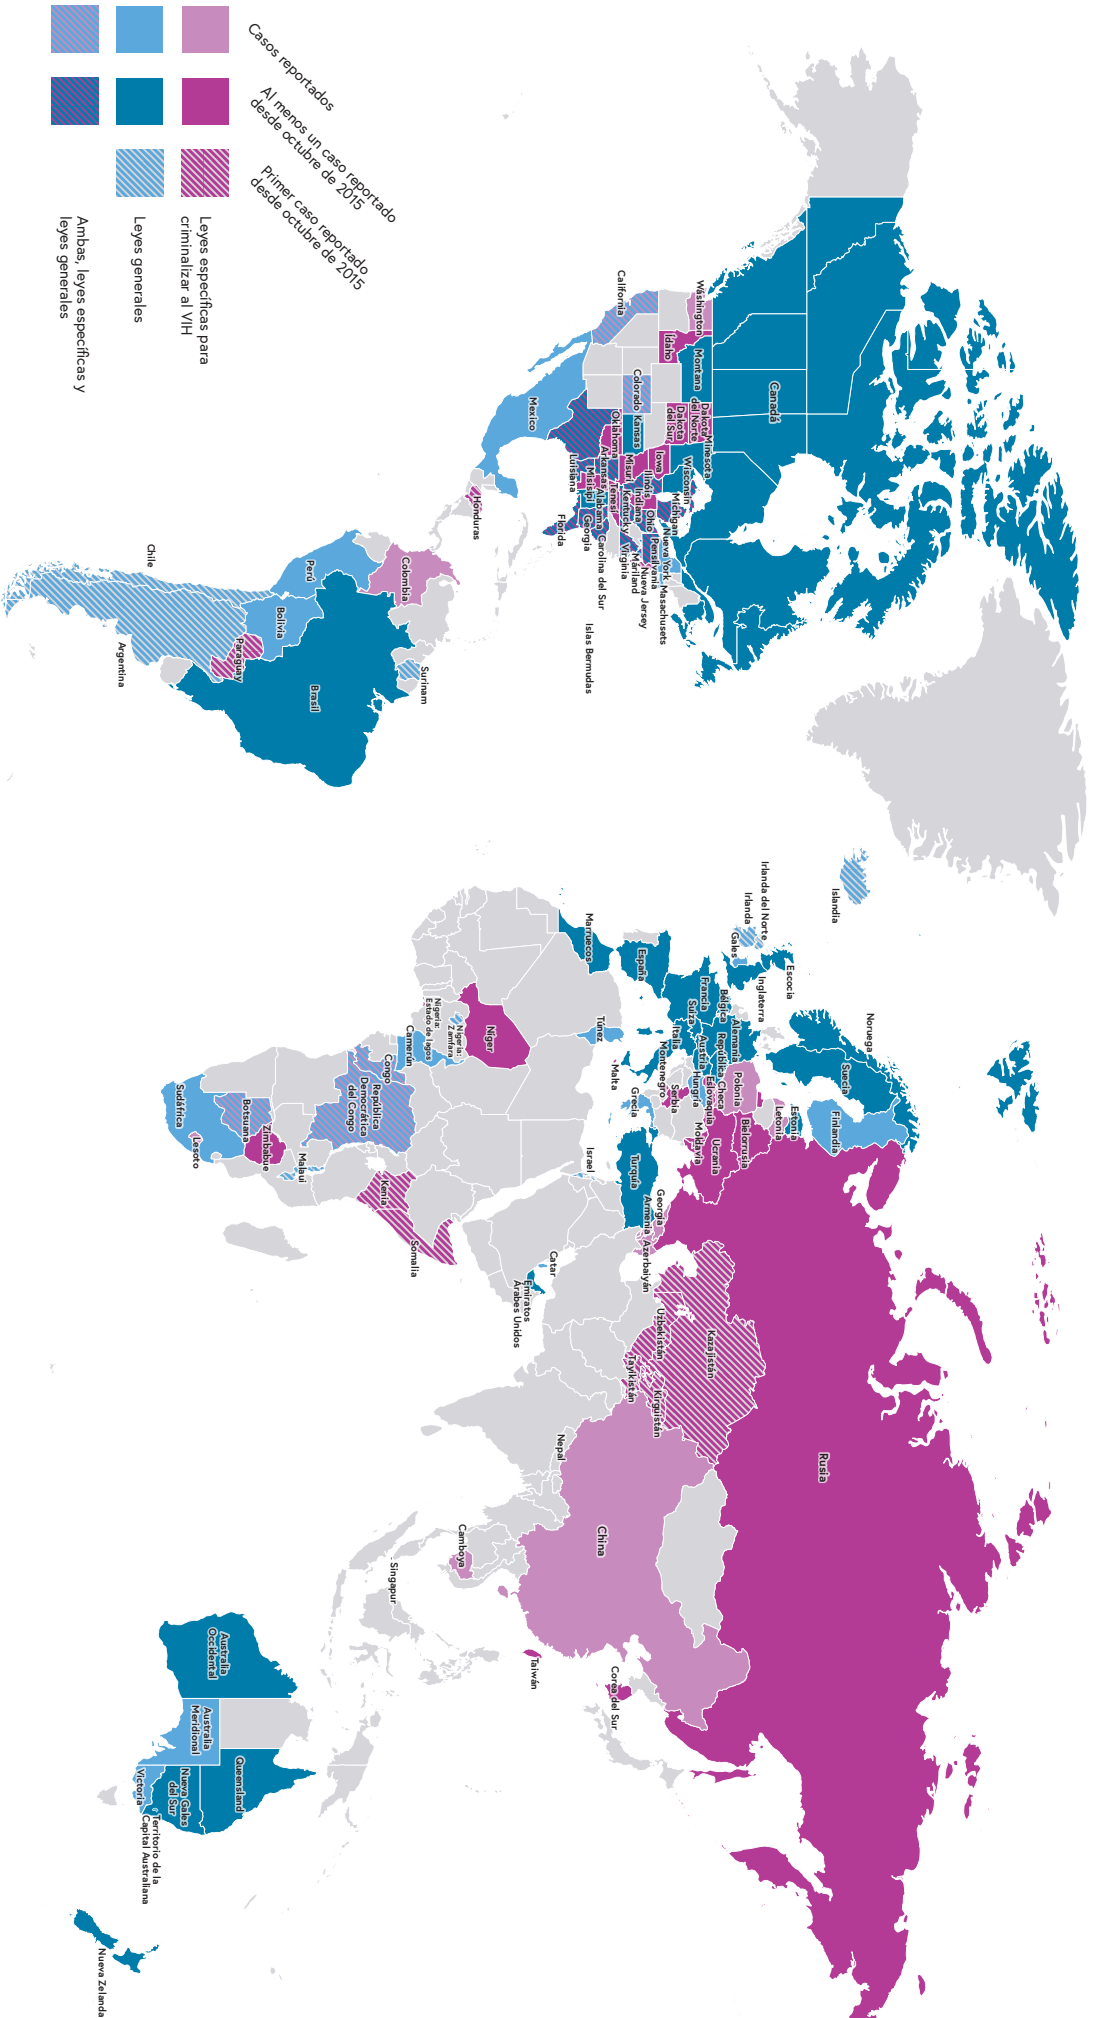 Casos reportados
Al menos un caso reportado
desde octubre de 2015
Primer caso reportado
desde octubre de 2015
Leyes específicas para
criminalizar al VIH
Leyes generales
Ambas, leyes específicas y
leyes generales
Canadá
Washington
Idaho
Montana
Dakota
del Norte
Dakota
del Sur
Minesota
Wisconsin
Michigan
California
Colorado
Kansas
Iowa
Misuri
Illinois
Indiana
Ohio
Oklahoma
Arkansas
Tenesi
Kentucky
Luisiana
Misisipi
Alabama
Georgia
Florida
Carolina del Sur
Virginia
Mariland
Nueva Jersey
Pensilvania
Nueva York
Masachusets
Islas Bermudas
Mexico
Honduras
Colombia
Surinam
Perú
Bolivia
Brasil
Paraguay
Chile
Argentina
Islandia
Irlanda del Norte
Irlanda
Gales
Escocia
Inglaterra
Noruega
Suecia
Finlandia
Estonia
Letonia
Bielorrusia
Polonia
Alemania
Bélgica
Francia
Suiza
República Checa
Eslovaquia
Austria
Hungría
Italia
Montenegro
Serbia
Moldavia
Ucrania
España
Marruecos
Túnez
Malta
Grecia
Israel
Turquía
Georgia
Armenia
Azerbaiyán
Rusia
Kazajistán
Uzbekistán
Tayikistán
Kirguistán
Catar
Emiratos
Árabes Unidos
Níger
Nigeria:
Zamfara
Nigeria:
Estado de lagos
Camerún
Congo
República
Democrática
del Congo
Kenia
Somalia
Malaui
Zimbabue
Botsuana
Sudáfrica
Lesoto
Nepal
China
Camboya
Singapur
Taiwán
Corea del Sur
Australia
Occidental
Australia
Meridional
Queensland
Nueva Gales
del Sur
Victoria
Territorio de la
Capital Australiana
Nueva Zelanda